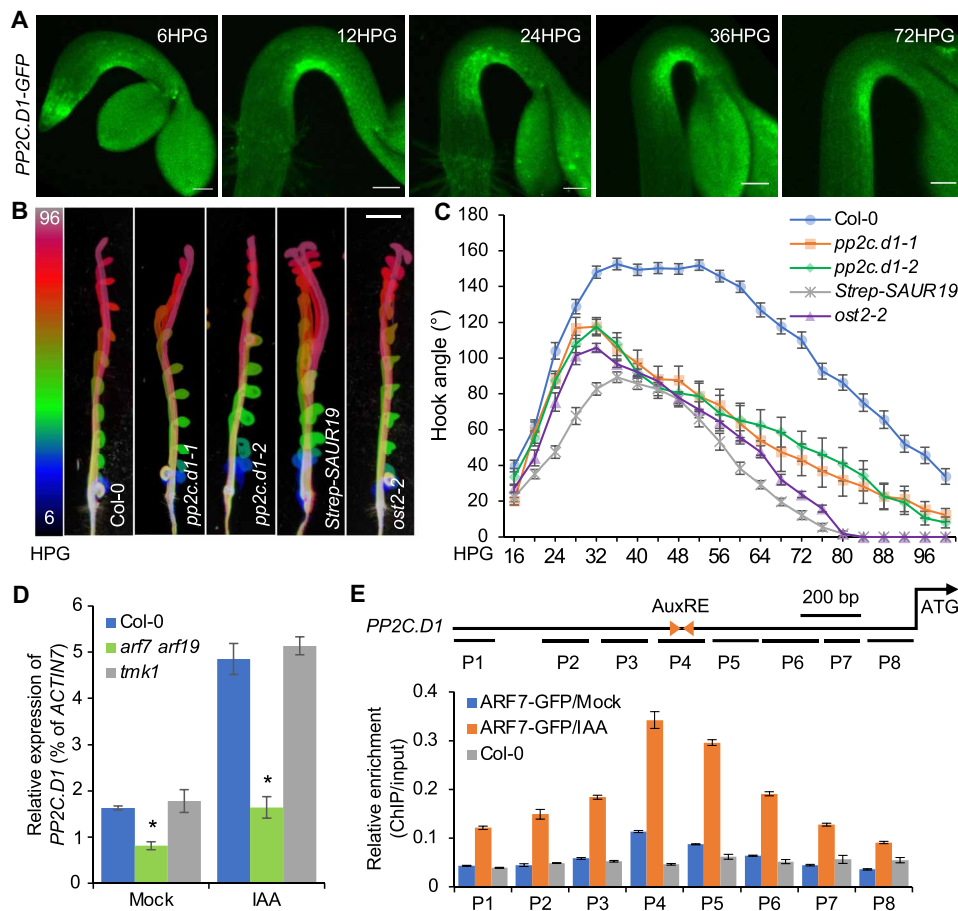 A
PP2C.D1-GFP
6HPG
12HPG
24HPG
36HPG
72HPG
B
96
6
HPG
Col-0
pp2c.d1-1
pp2c.d1-2
Strep-SAUR19
ost2-2
C
Hook angle (°)
180
160
140
120
100
80
60
40
20
0
HPG
16
24
32
40
48
56
64
72
80
88
96
Col-0
pp2c.d1-1
pp2c.d1-2
Strep-SAUR19
ost2-2
D
Relative expression of
PP2C.D1 (% of ACTIN7)
6
5
4
3
2
1
0
Col-0
arf7 arf19
tmk1
*
*
Mock
IAA
E
200 bp
ATG
AuxRE
PP2C.D1
P1
P2
P3
P4
P5
P6
P7
P8
Relative enrichment
(ChIP/input)
0.4
0.3
0.2
0.1
0
ARF7-GFP/Mock
ARF7-GFP/IAA
Col-0
P1
P2
P3
P4
P5
P6
P7
P8